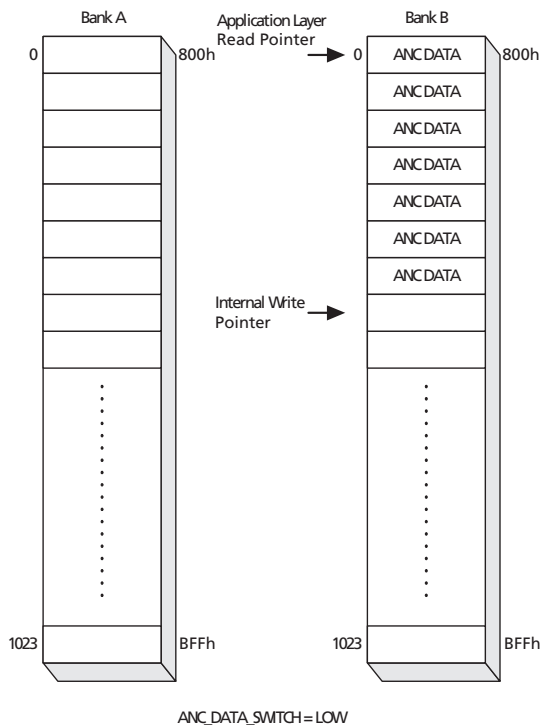 Bank A
Application Layer
Read Pointer
Bank B
0
800h
0
ANC DATA
800h
ANC DATA
ANC DATA
ANC DATA
ANC DATA
ANC DATA
ANC DATA
Internal Write
Pointer
1023
BFFh
1023
BFFh
ANC_DATA_SWITCH = LOW